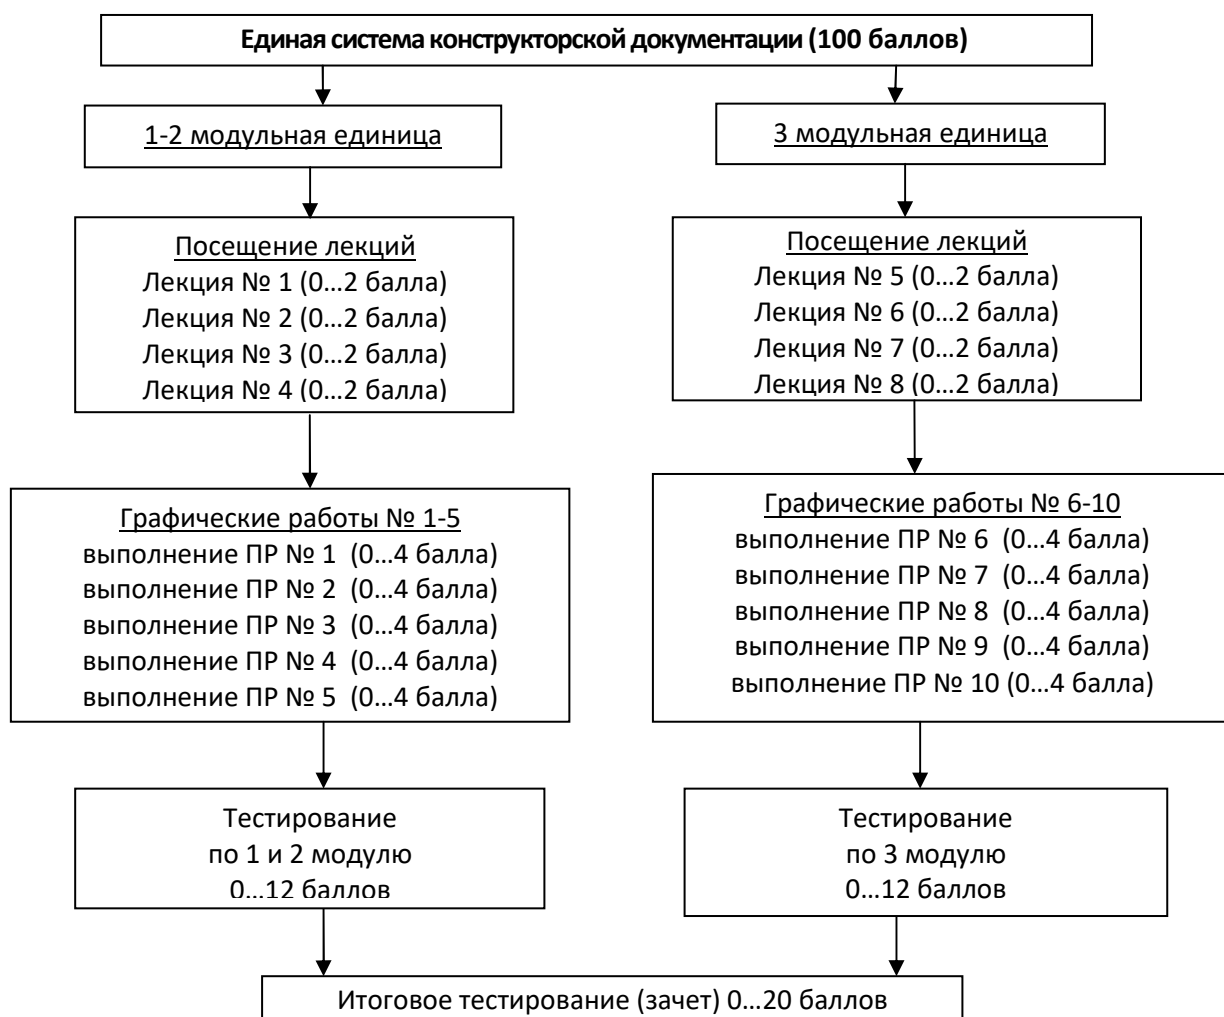 Единая система конструкторской документации (100 баллов)
1-2 модульная единица
3 модульная единица
Посещение лекций
Лекция № 1 (0...2 балла)
Лекция № 2 (0...2 балла)
Лекция № 3 (0...2 балла)
Лекция № 4 (0...2 балла)
Посещение лекций
Лекция № 5 (0...2 балла)
Лекция № 6 (0...2 балла)
Лекция № 7 (0...2 балла)
Лекция № 8 (0...2 балла)
Графические работы № 1-5
выполнение ПР № 1 (0...4 балла)
выполнение ПР № 2 (0...4 балла)
выполнение ПР № 3 (0...4 балла)
выполнение ПР № 4 (0...4 балла)
выполнение ПР № 5 (0...4 балла)
Графические работы № 6-10
выполнение ПР № 6 (0...4 балла)
выполнение ПР № 7 (0...4 балла)
выполнение ПР № 8 (0...4 балла)
выполнение ПР № 9 (0...4 балла)
выполнение ПР № 10 (0...4 балла)
Тестирование
по 1 и 2 модулю
0...12 баллов
Тестирование
по 3 модулю
0...12 баллов
Итоговое тестирование (зачет) 0...20 баллов